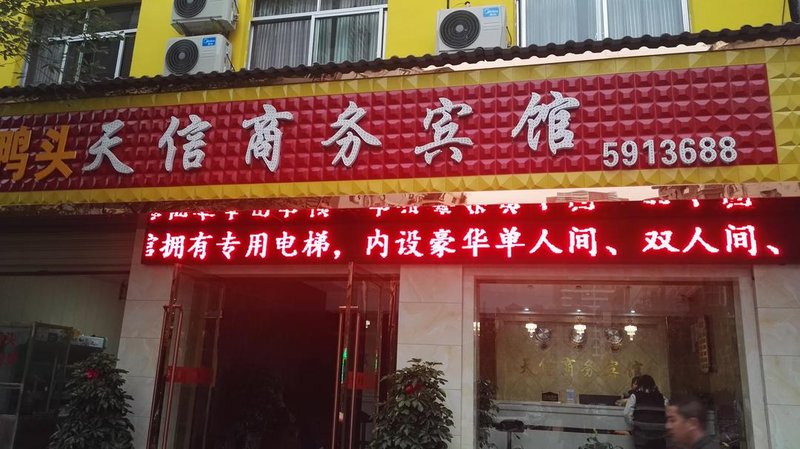 鸭头
天信商务宾馆 5913688
官拥有专用电梯，内设豪华单人间、双人间、
天信商务宾馆